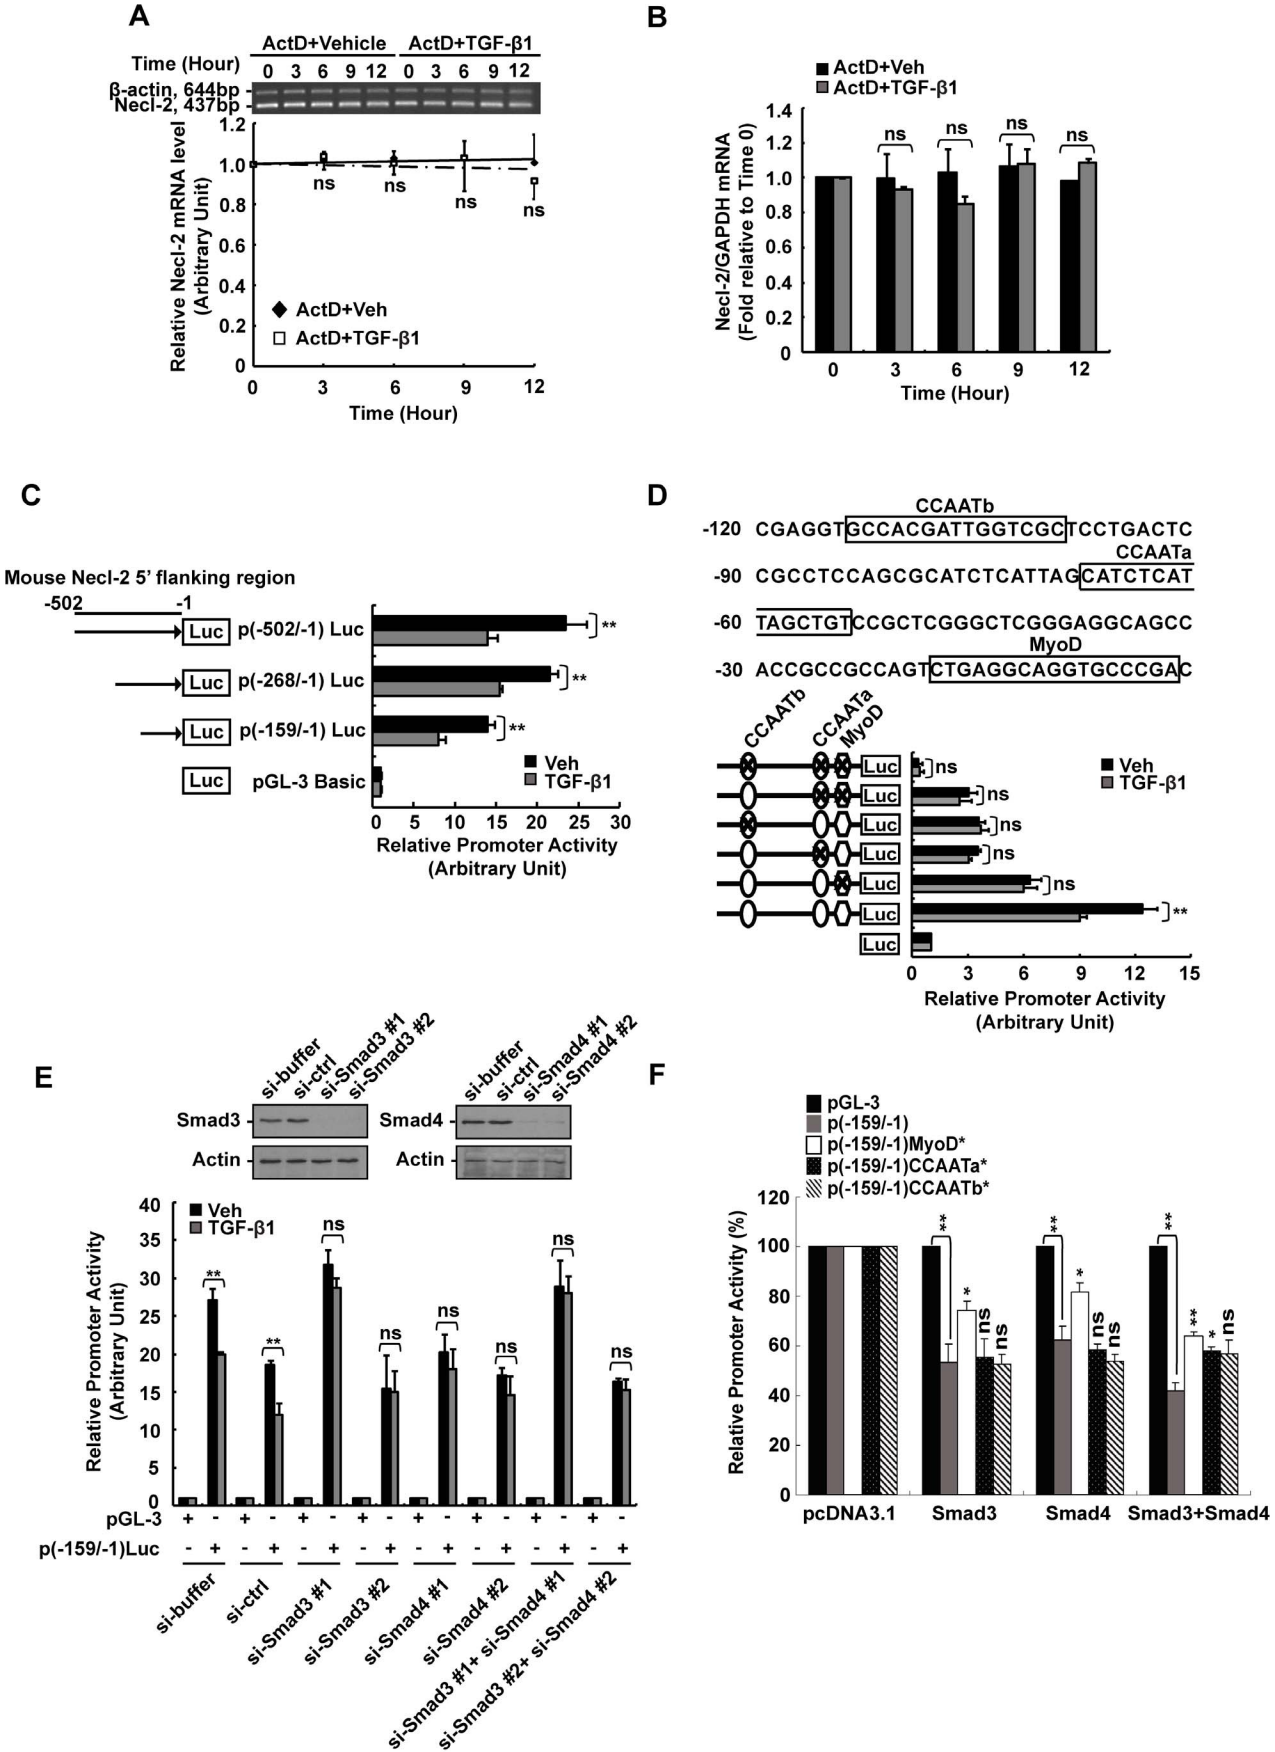 A
ActD+Vehicle ActD+TGF-β1
Time (Hour) 0 3 6 9 12 0 3 6 9 12
β-actin, 644bp
Necl-2, 437bp
Relative Necl-2 mRNA level
(Arbitrary Unit)
1.2
1.0
0.8
0.6
0.4
0.2
0
ns ns ns ns
ActD+Veh
ActD+TGF-β1
0 3 6 9 12
Time (Hour)
B
ActD+Veh
ActD+TGF-β1
Necl-2/GAPDH mRNA
(Fold relative to Time 0)
1.4
1.2
1.0
0.8
0.6
0.4
0.2
0
ns ns ns ns
0 3 6 9 12
Time (Hour)
C
Mouse Necl-2 5’ flanking region
-502 -1
Luc p(-502/-1) Luc **
Luc p(-268/-1) Luc **
Luc p(-159/-1) Luc **
Luc pGL-3 Basic
Veh
TGF-β1
0 5 10 15 20 25 30
Relative Promoter Activity
(Arbitrary Unit)
D
CCAATb
-120 CGAGGTGCCACGATTGGTCGCTCCTGACTC
CCAATa
-90 CGCCTCCAGCGCATCTCATTAGCATCTCAT
-60 TAGCTGTCCGCTCGGGCTCGGGAGGCAGCC
MyoD
-30 ACCGCCGCCAGTCTGAGGCAGGTGCCCGAC
CCAATb CCAATa MyoD
Luc ns
Luc ns
Luc ns
Luc ns
Luc ns
Luc **
Luc
Veh
TGF-β1
0 3 6 9 12 15
Relative Promoter Activity
(Arbitrary Unit)
E
si-buffer si-ctrl si-Smad3 #1 si-Smad3 #2
si-buffer si-ctrl si-Smad4 #1 si-Smad4 #2
Smad3 Smad4
Actin Actin
Relative Promoter Activity
(Arbitrary Unit)
40
35
30
25
20
15
10
5
0
Veh
TGF-β1
** ** ns ns ns ns ns ns
pGL-3 + - + - + - + - + - + - + - + -
p(-159/-1)Luc - + - + - + - + - + - + - + - +
si-buffer
si-ctrl
si-Smad3 #1
si-Smad3 #2
si-Smad4 #1
si-Smad4 #2
si-Smad3 #1+ si-Smad4 #1
si-Smad3 #2+ si-Smad4 #2
F
pGL-3
p(-159/-1)
p(-159/-1)MyoD*
p(-159/-1)CCAATa*
p(-159/-1)CCAATb*
Relative Promoter Activity (%)
120
100
80
60
40
20
0
** * ns ns
** * ns ns
** ** * ns
pcDNA3.1 Smad3 Smad4 Smad3+Smad4